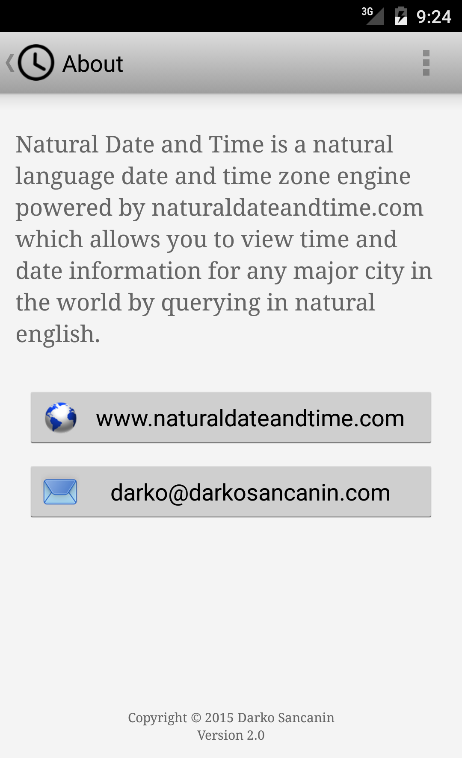 3G 9:24
About
Natural Date and Time is a natural
language date and time zone engine
powered by naturaldateandtime.com
which allows you to view time and
date information for any major city in
the world by querying in natural
english.
www.naturaldateandtime.com
darko@darkosancanin.com
Copyright © 2015 Darko Sancanin
Version 2.0